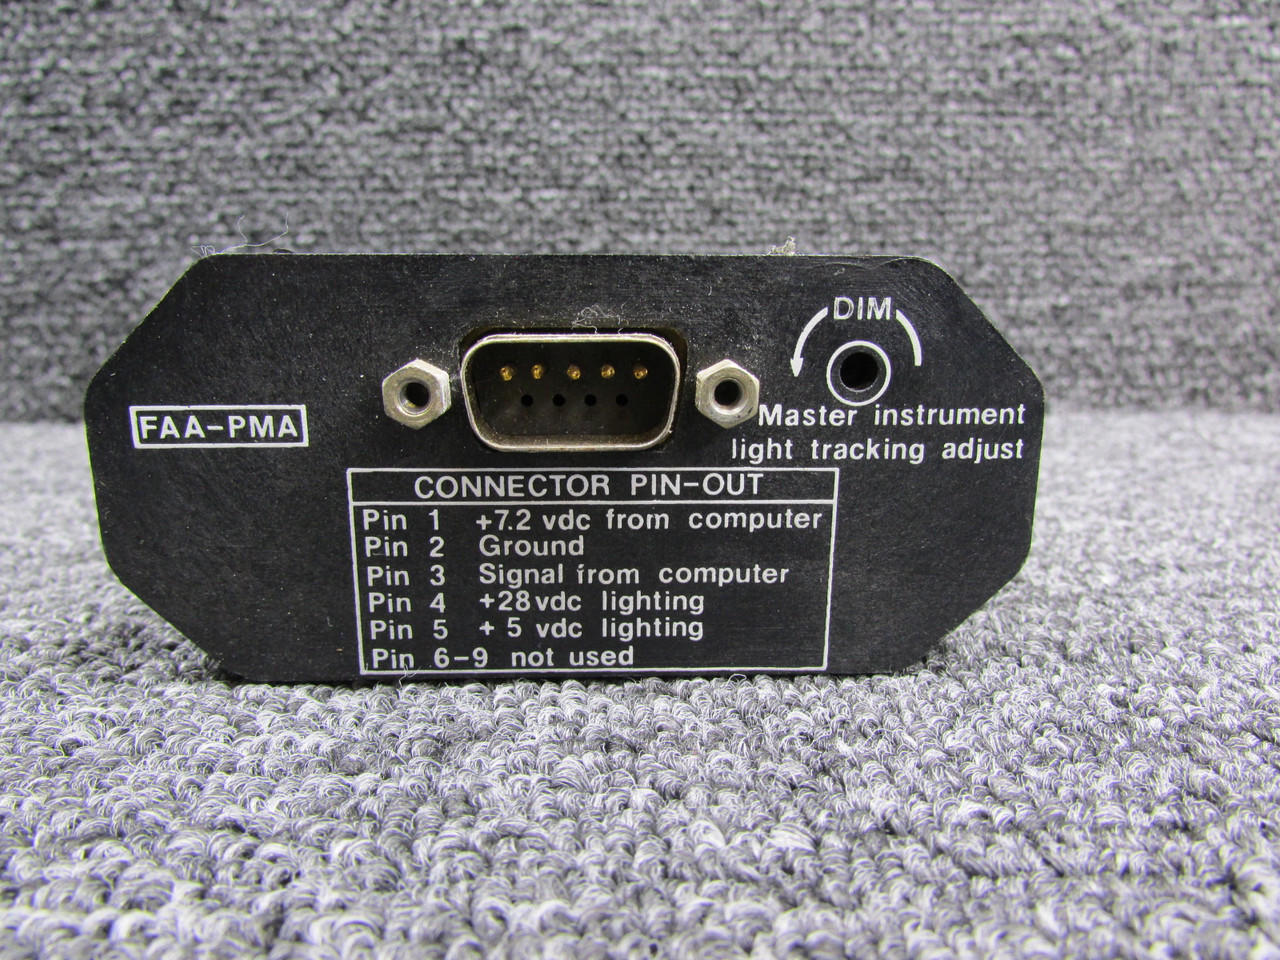 DIM
FAA-PMA
Master instrument
light tracking adjust
CONNECTOR PIN-OUT
Pin 1 +7.2 vdc from computer
Pin 2 Ground
Pin 3 Signal from computer
Pin 4 +28vdc lighting
Pin 5 + 5 vdc lighting
Pin 6-9 not used